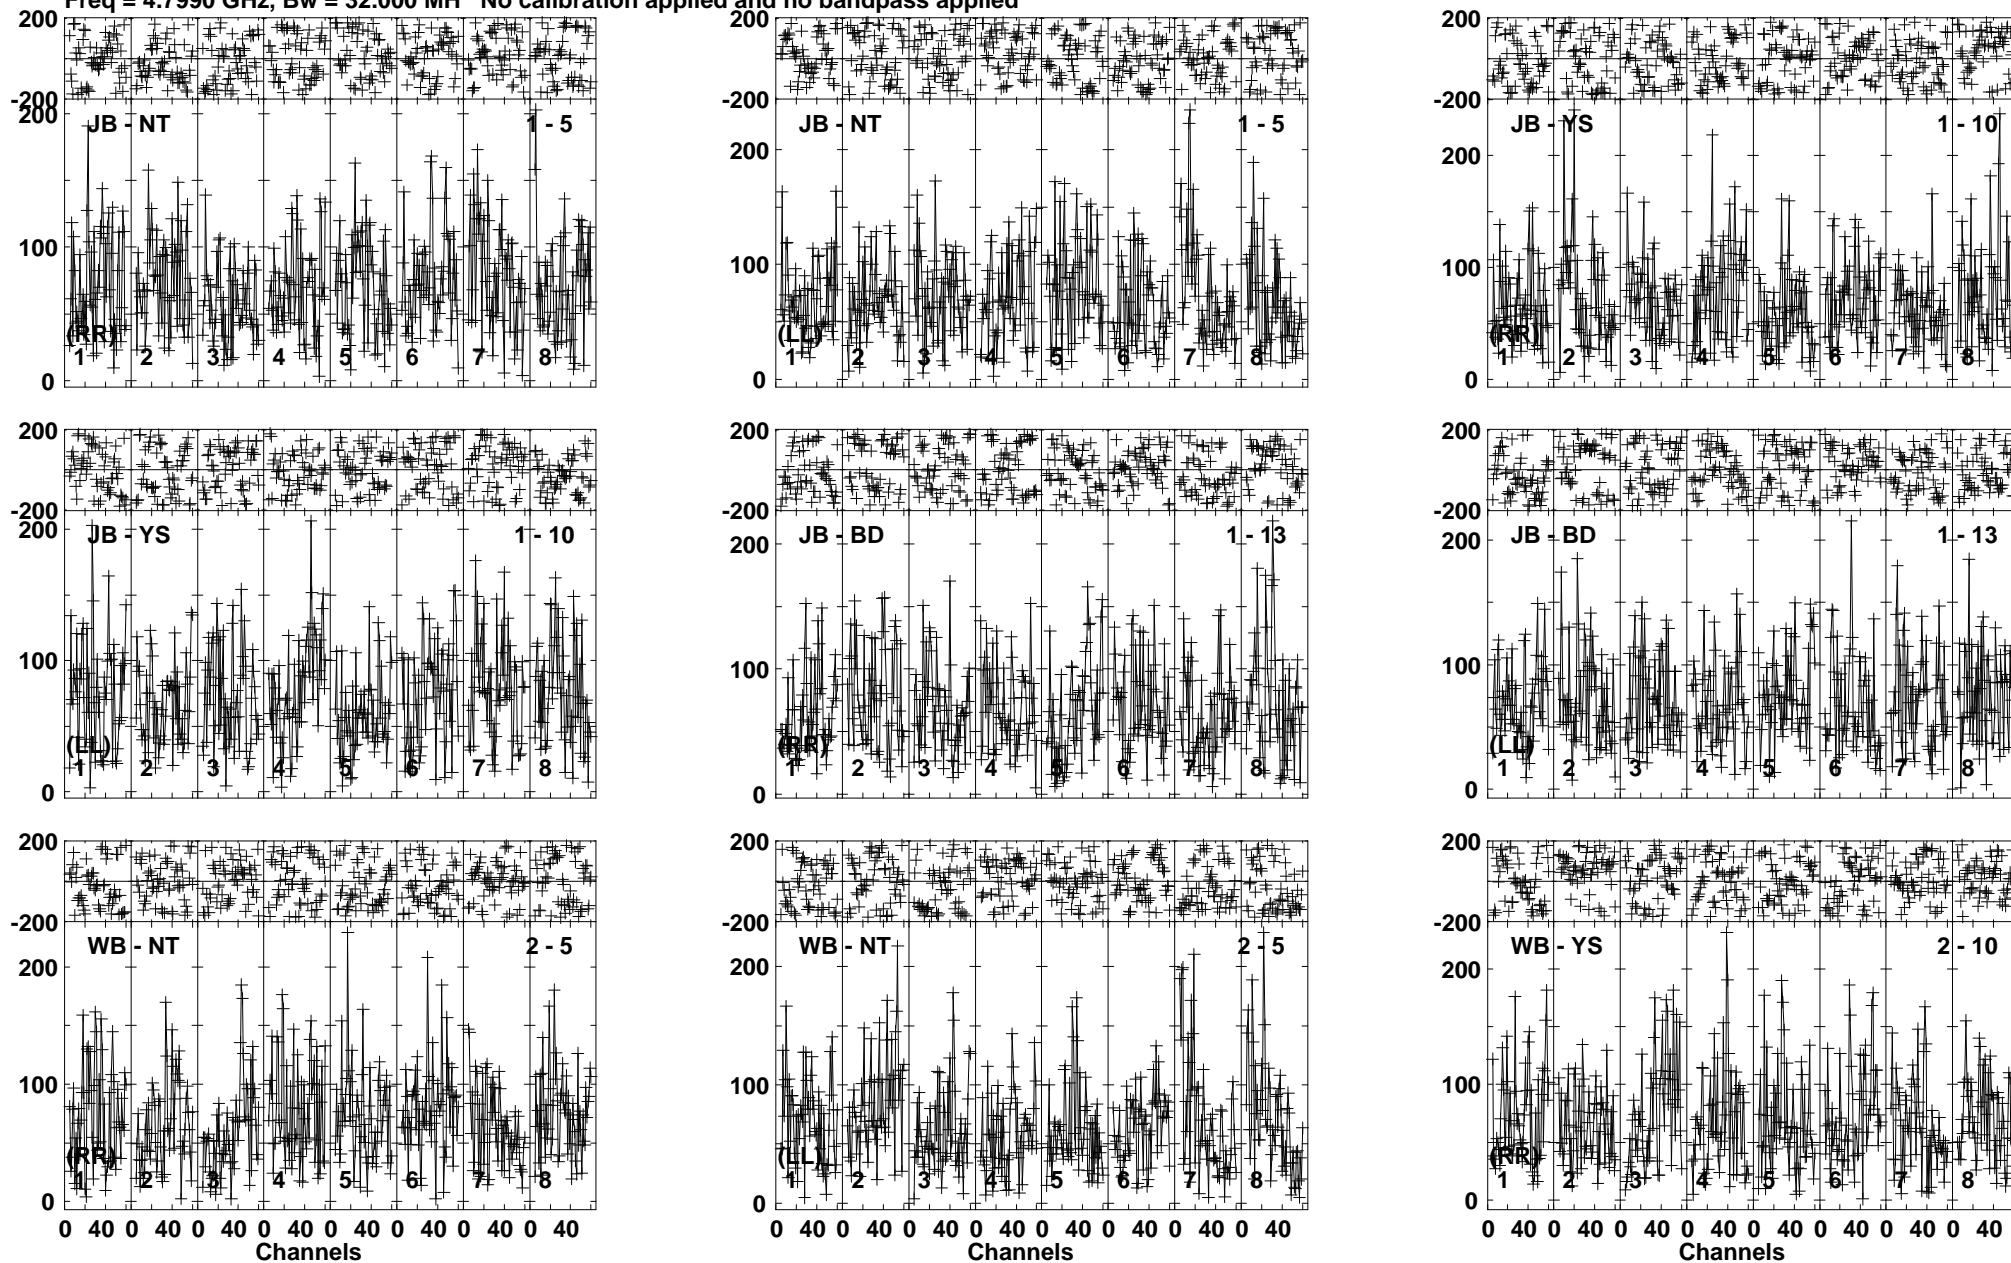 Freq = 4.7990 GHz, Bw = 32.000 MH No calibration applied and no bandpass applied
200 200 200
-200 -200 -200
200 JB - NT 1 - 5 JB - NT 1 - 5 JB - YS 1 - 10
200 200
100 100 100
(RR) (LL) (RR)
1 2 3 4 5 6 7 8 1 2 3 4 5 6 7 8 1 2 3 4 5 6 7 8
0 0 0
200 200 200
-200 -200 -200
200 JB - YS 1 - 10 200 JB - BD 1 - 13 200 JB - BD 1 - 13
100 100 100
(LL) (RR) (LL)
1 2 3 4 5 6 7 8 1 2 3 4 5 6 7 8 1 2 3 4 5 6 7 8
0 0 0
200 200 200
-200 -200 -200
WB - NT 2 - 5 WB - NT 2 - 5 WB - YS 2 - 10
200 200 200
100 100 100
(RR) (LL) (RR)
1 2 3 4 5 6 7 8 1 2 3 4 5 6 7 8 1 2 3 4 5 6 7 8
0 0 0
0 40 0 40 0 40 0 40 0 40 0 40 0 40 0 40 0 40 0 40 0 40 0 40 0 40 0 40 0 40 0 40 0 40 0 40 0 40 0 40 0 40 0 40 0 40 0 40
Channels Channels Channels